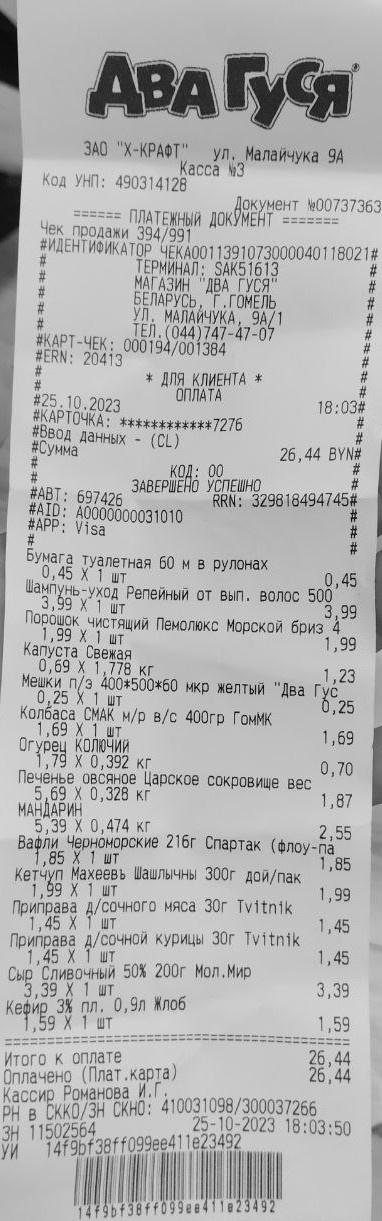 ДВА ГУСЯ®
ЗАО "Х-КРАФТ" ул. Малайчука 9А
Касса №3
Код УНП: 490314128
Документ №00737363
====== ПЛАТЕЖНЫЙ ДОКУМЕНТ =======
Чек продажи 394/991
#ИДЕНТИФИКАТОР ЧЕКА0011391073000040118021#
# ТЕРМИНАЛ: SAK51613 #
# МАГАЗИН "ДВА ГУСЯ" #
# БЕЛАРУСЬ, Г.ГОМЕЛЬ #
# УЛ. МАЛАЙЧУКА, 9А/1 #
# ТЕЛ.(044)747-47-07 #
#КАРТ-ЧЕК: 000194/001384 #
#ERN: 20413 #
# * ДЛЯ КЛИЕНТА * #
# ОПЛАТА #
#25.10.2023 18:03#
#КАРТОЧКА: ************7276 #
#Ввод данных - (CL) #
#Сумма 26,44 BYN#
# КОД: 00 #
# ЗАВЕРШЕНО УСПЕШНО #
#АВТ: 697426 RRN: 329818494745#
#AID: A0000000031010 #
#APP: Visa #
# #
Бумага туалетная 60 м в рулонах
0,45 X 1 шт 0,45
Шампунь-уход Репейный от вып. волос 500
3,99 X 1 шт 3,99
Порошок чистящий Пемолюкс Морской бриз 4
1,99 X 1 шт 1,99
Капуста Свежая
0,69 X 1,778 кг 1,23
Мешки п/э 400*500*60 мкр желтый "Два Гус
0,25 X 1 шт 0,25
Колбаса СМАК м/р в/с 400гр ГомМК
1,69 X 1 шт 1,69
Огурец КОЛЮЧИЙ
1,79 X 0,392 кг 0,70
Печенье овсяное Царское сокровище вес
5,69 X 0,328 кг 1,87
МАНДАРИН
5,39 X 0,474 кг 2,55
Вафли Черноморские 216г Спартак (флоу-па
1,85 X 1 шт 1,85
Кетчуп Махеевъ Шашлычны 300г дой/пак
1,99 X 1 шт 1,99
Приправа д/сочного мяса 30г Tvitnik
1,45 X 1 шт 1,45
Приправа д/сочной курицы 30г Tvitnik
1,45 X 1 шт 1,45
Сыр Сливочный 50% 200г Мол.Мир
3,39 X 1 шт 3,39
Кефир 3% пл. 0,9л Жлоб
1,59 X 1 шт 1,59
==========================================
Итого к оплате 26,44
Оплачено (Плат.карта) 26,44
Кассир Романова И.Г.
РН в СККО/ЗН СКНО: 410031098/300037266
ЗН 11502564 25-10-2023 18:03:50
УИ 14f9bf38ff099ee411e23492
14f9bf38ff099ee411e23492